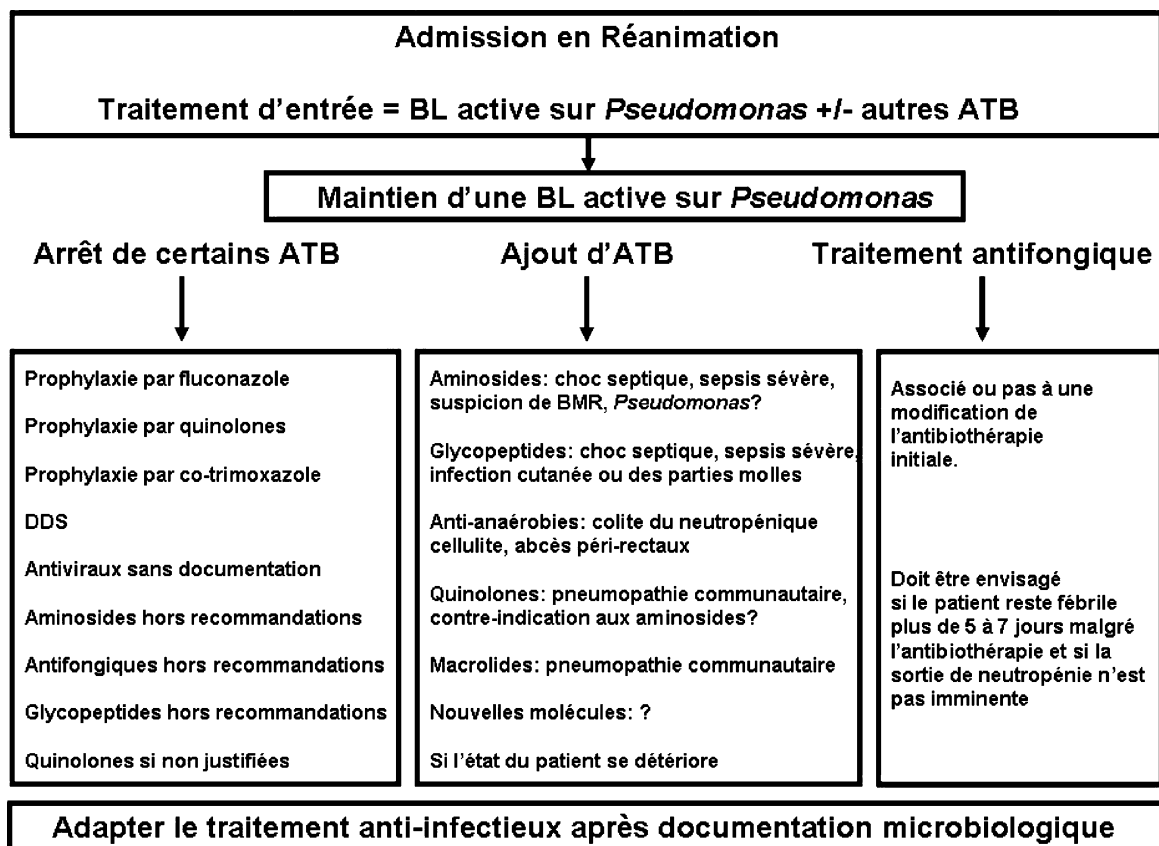 Admission en Réanimation
Traitement d'entrée = BL active sur Pseudomonas +/- autres ATB
Maintien d'une BL active sur Pseudomonas
Arrêt de certains ATB
Prophylaxie par fluconazole
Prophylaxie par quinolones
Prophylaxie par co-trimoxazole
DDS
Antiviraux sans documentation
Aminosides hors recommandations
Antifongiques hors recommandations
Glycopeptides hors recommandations
Quinolones si non justifiées
Ajout d'ATB
Aminosides: choc septique, sepsis sévère,
suspicion de BMR, Pseudomonas?
Glycopeptides: choc septique, sepsis sévère,
infection cutanée ou des parties molles
Anti-anaérobies: colite du neutropénique
cellulite, abcès péri-rectaux
Quinolones: pneumopathie communautaire,
contre-indication aux aminosides?
Macrolides: pneumopathie communautaire
Nouvelles molécules: ?
Si l'état du patient se détériore
Traitement antifongique
Associé ou pas à une
modification de
l'antibiothérapie
initiale.
Doit être envisagé
si le patient reste fébrile
plus de 5 à 7 jours malgré
l'antibiothérapie et si la
sortie de neutropénie n'est
pas imminente
Adapter le traitement anti-infectieux après documentation microbiologique